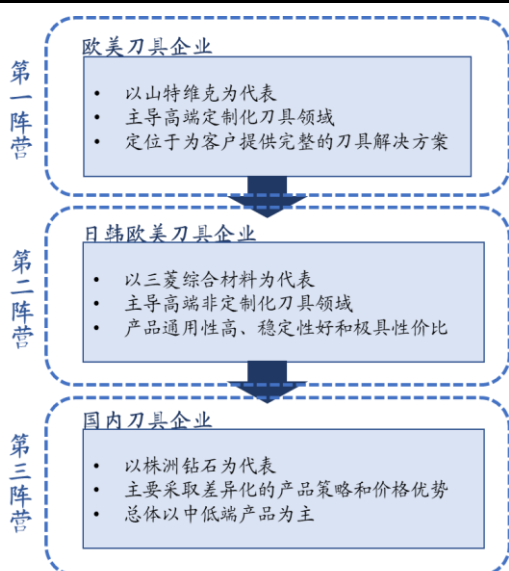 第一阵营
欧美刀具企业
• 以山特维克为代表
• 主导高端定制化刀具领域
• 定位于为客户提供完整的刀具解决方案
第二阵营
日韩欧美刀具企业
• 以三菱综合材料为代表
• 主导高端非定制化刀具领域
• 产品通用性高、稳定性好和极具性价比
第三阵营
国内刀具企业
• 以株洲钻石为代表
• 主要采取差异化的产品策略和价格优势
• 总体以中低端产品为主